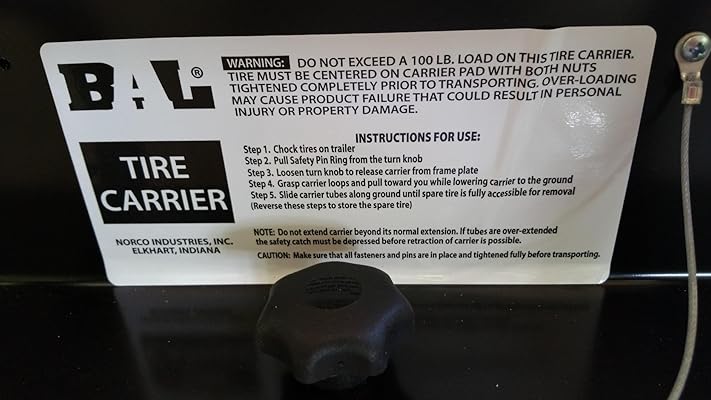 BAL®
TIRE
CARRIER
NORCO INDUSTRIES, INC.
ELKHART, INDIANA
WARNING: DO NOT EXCEED A 100 LB. LOAD ON THIS TIRE CARRIER.
TIRE MUST BE CENTERED ON CARRIER PAD WITH BOTH NUTS
TIGHTENED COMPLETELY PRIOR TO TRANSPORTING. OVER-LOADING
MAY CAUSE PRODUCT FAILURE THAT COULD RESULT IN PERSONAL
INJURY OR PROPERTY DAMAGE.
INSTRUCTIONS FOR USE:
Step 1. Chock tires on trailer
Step 2. Pull Safety Pin Ring from the turn knob
Step 3. Loosen turn knob to release carrier from frame plate
Step 4. Grasp carrier loops and pull toward you while lowering carrier to the ground
Step 5. Slide carrier tubes along ground until spare tire is fully accessible for removal
(Reverse these steps to store the spare tire)
NOTE: Do not extend carrier beyond its normal extension. If tubes are over-extended
the safety catch must be depressed before retraction of carrier is possible.
CAUTION: Make sure that all fasteners and pins are in place and tightened fully before transporting.